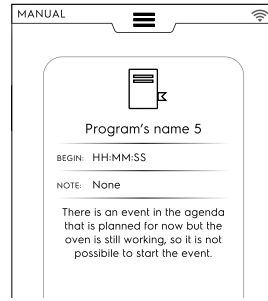 MANUAL
Program's name 5
BEGIN: HH:MM:SS
NOTE: None
There is an event in the agenda
that is planned for now but the
oven is still working, so it is not
possibile to start the event.